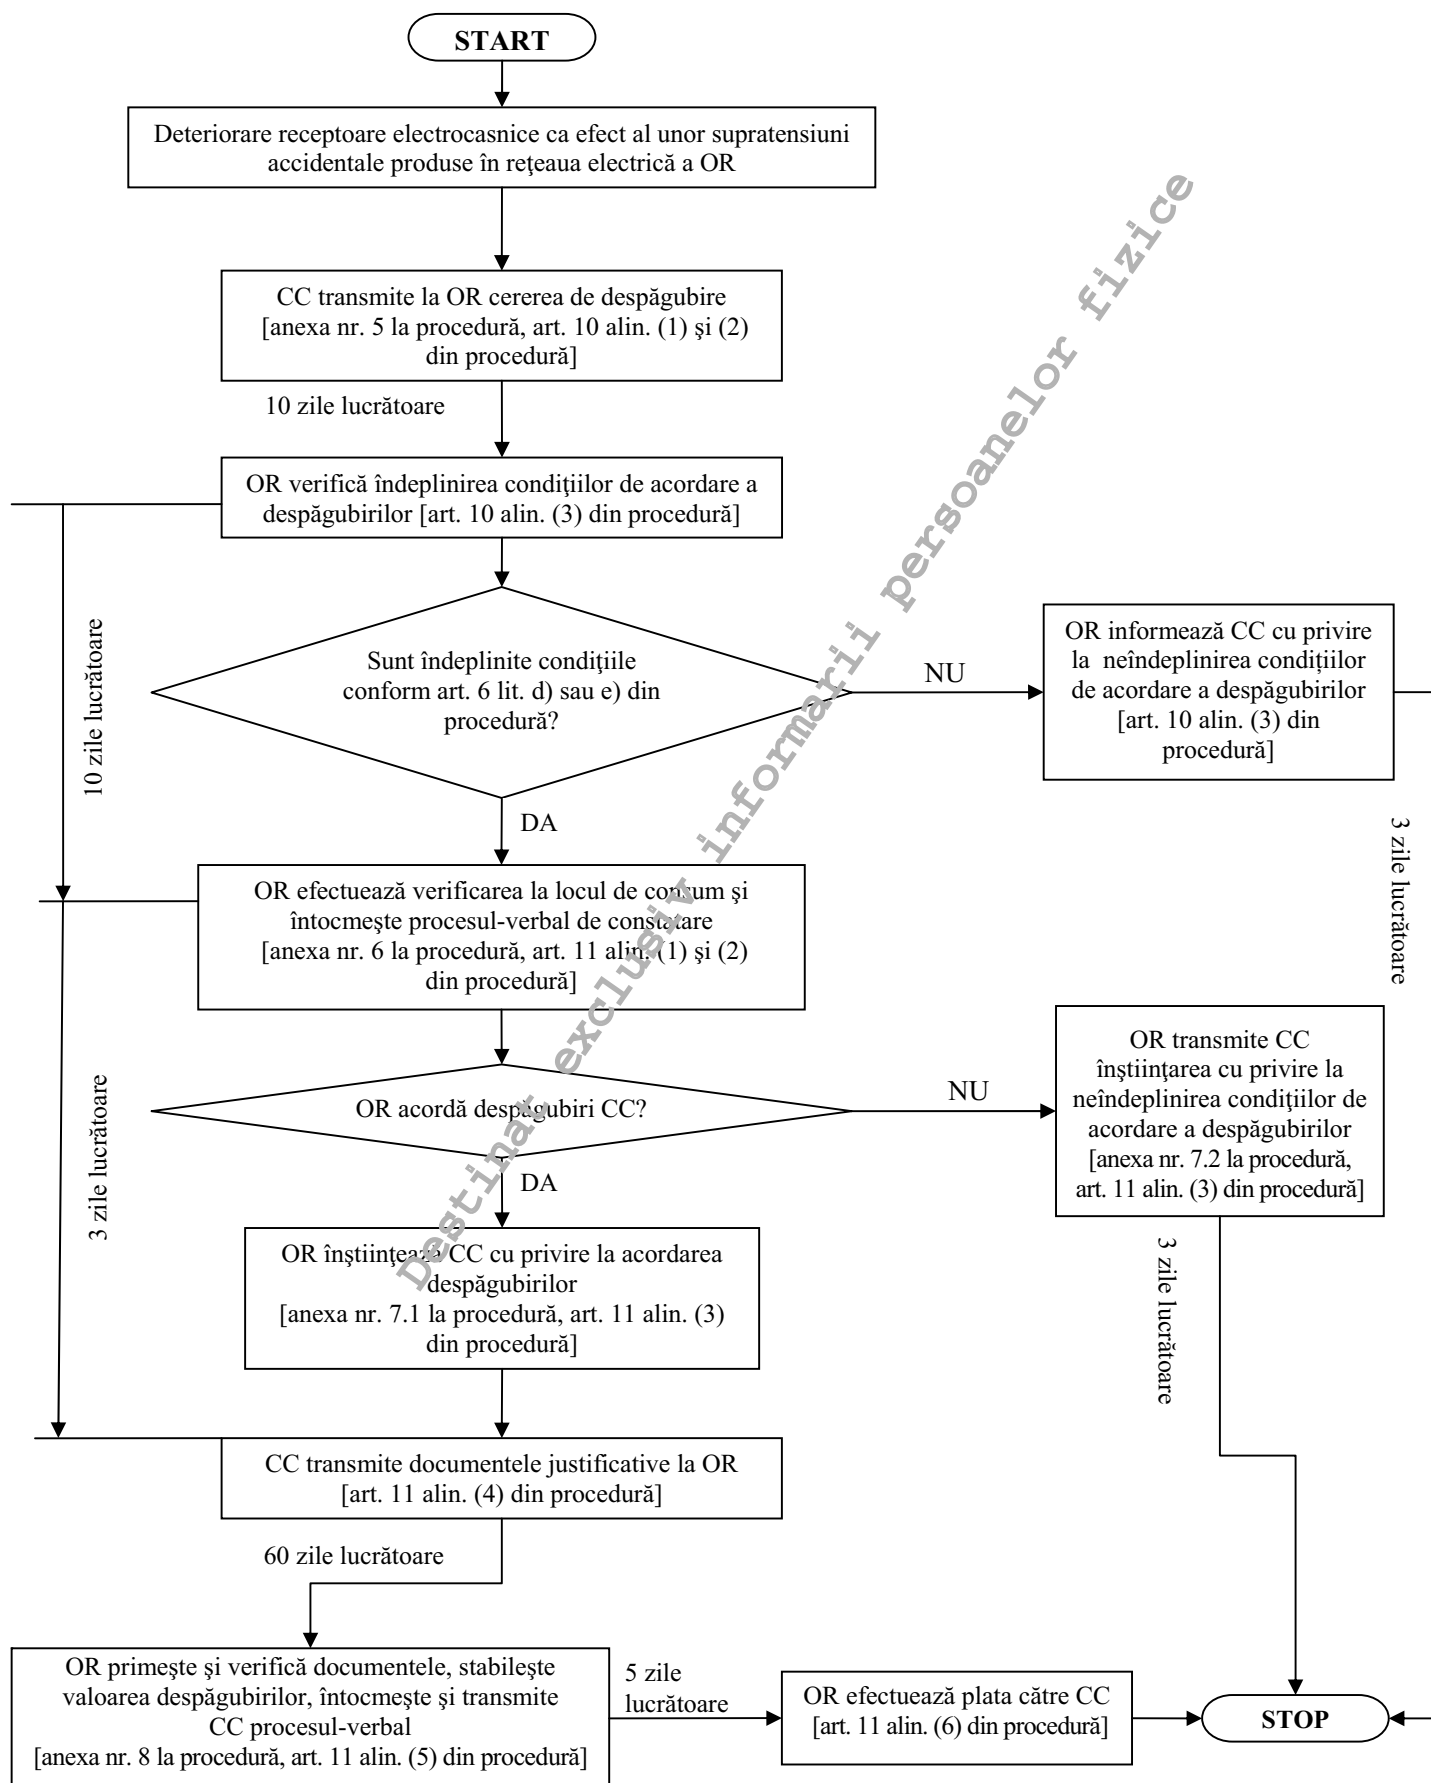 START
Deteriorare receptoare electrocasnice ca efect al unor supratensiuni
accidentale produse în reţeaua electrică a OR
CC transmite la OR cererea de despăgubire
[anexa nr. 5 la procedură, art. 10 alin. (1) şi (2)
din procedură]
10 zile lucrătoare
OR verifică îndeplinirea condiţiilor de acordare a
despăgubirilor [art. 10 alin. (3) din procedură]
10 zile lucrătoare
Sunt îndeplinite condiţiile
conform art. 6 lit. d) sau e) din
procedură?
NU
OR informează CC cu privire
la neîndeplinirea condițiilor
de acordare a despăgubirilor
[art. 10 alin. (3) din
procedură]
3 zile lucrătoare
DA
OR efectuează verificarea la locul de consum şi
întocmeşte procesul-verbal de constatare
[anexa nr. 6 la procedură, art. 11 alin. (1) şi (2)
din procedură]
3 zile lucrătoare
OR acordă despăgubiri CC?
NU
OR transmite CC
înştiinţarea cu privire la
neîndeplinirea condiţiilor de
acordare a despăgubirilor
[anexa nr. 7.2 la procedură,
art. 11 alin. (3) din procedură]
3 zile lucrătoare
DA
OR înştiinţează CC cu privire la acordarea
despăgubirilor
[anexa nr. 7.1 la procedură, art. 11 alin. (3)
din procedură]
CC transmite documentele justificative la OR
[art. 11 alin. (4) din procedură]
60 zile lucrătoare
OR primeşte şi verifică documentele, stabileşte
valoarea despăgubirilor, întocmeşte şi transmite
CC procesul-verbal
[anexa nr. 8 la procedură, art. 11 alin. (5) din procedură]
5 zile
lucrătoare
OR efectuează plata către CC
[art. 11 alin. (6) din procedură]
STOP
Destinat exclusiv informarii persoanelor fizice